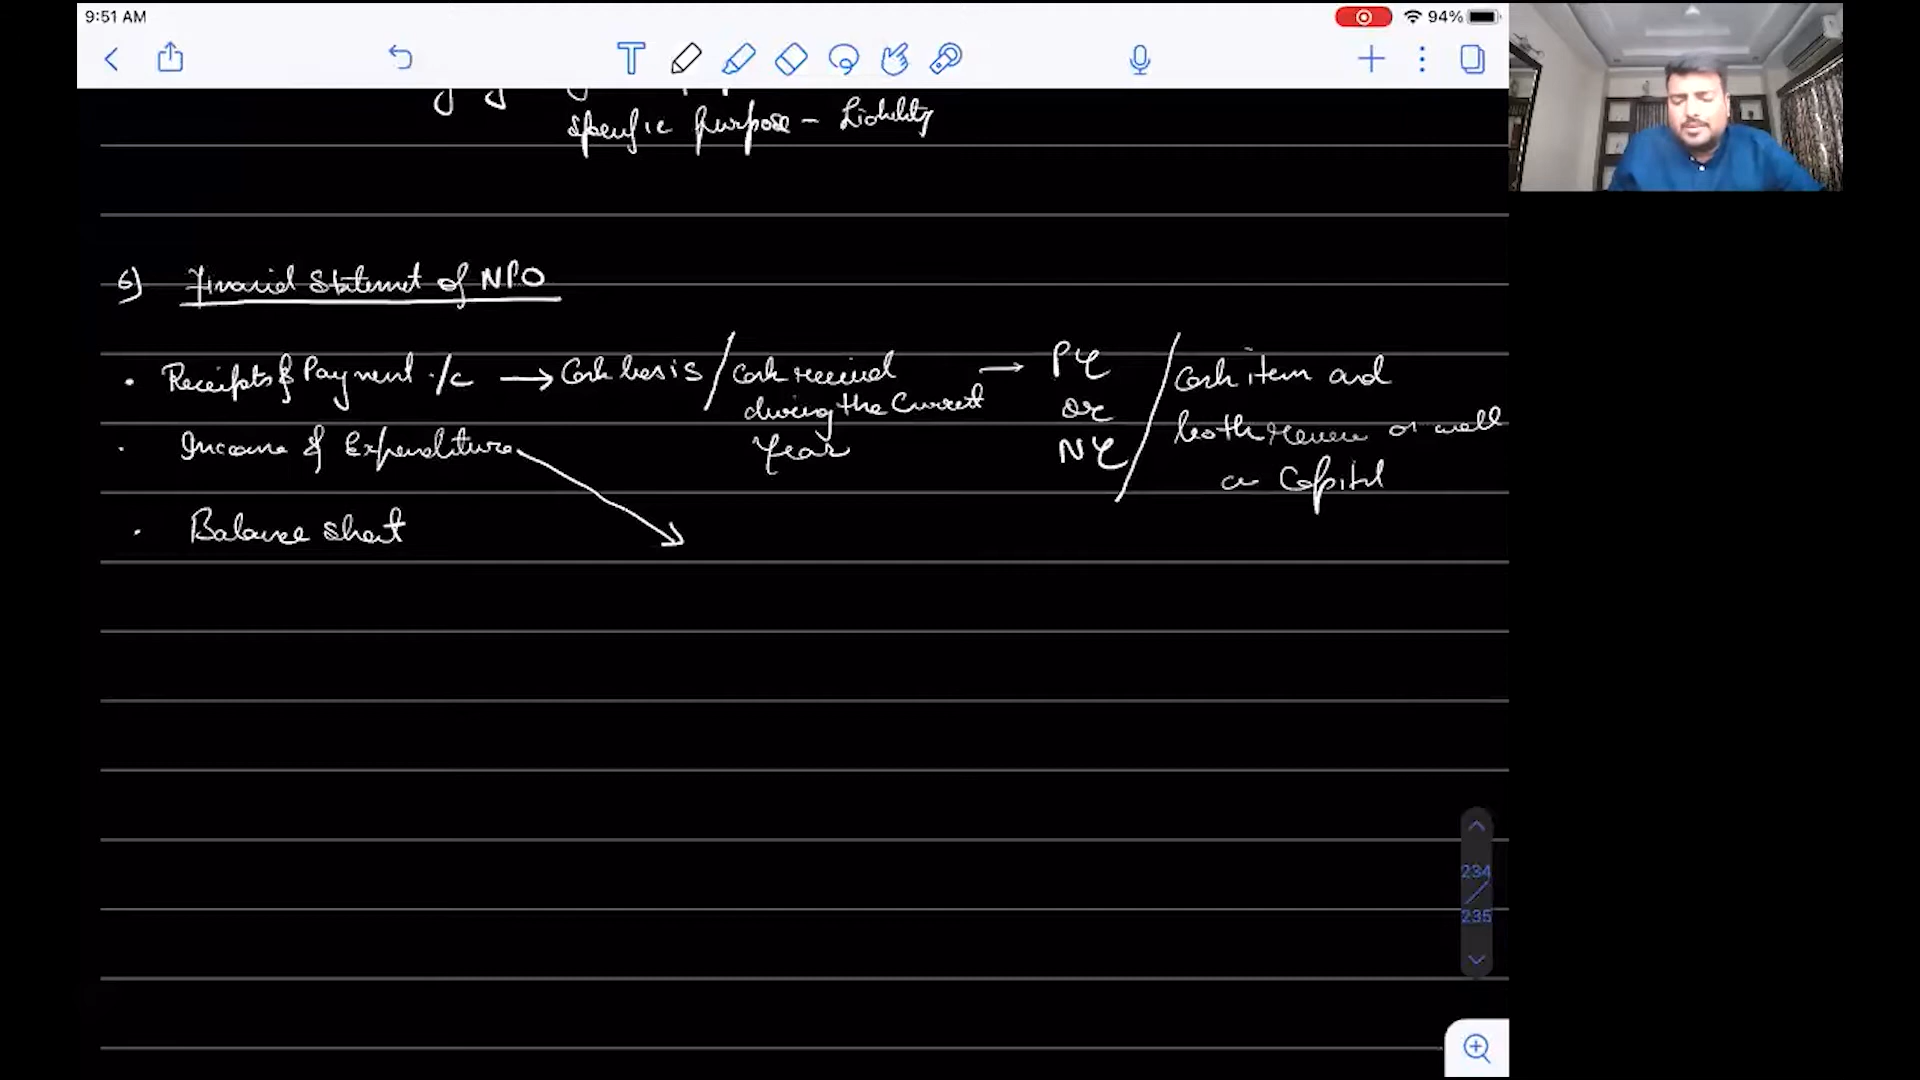 9:51 AM
94%
T
specific purpose - Liability
6) Financial Statement of NPO
• Receipts & Payment A/c → Cash basis / Cash received during the Current Year → PY or NY / Cash item and both revenue as well as Capital
• Income & Expenditure
• Balance Sheet
234
235